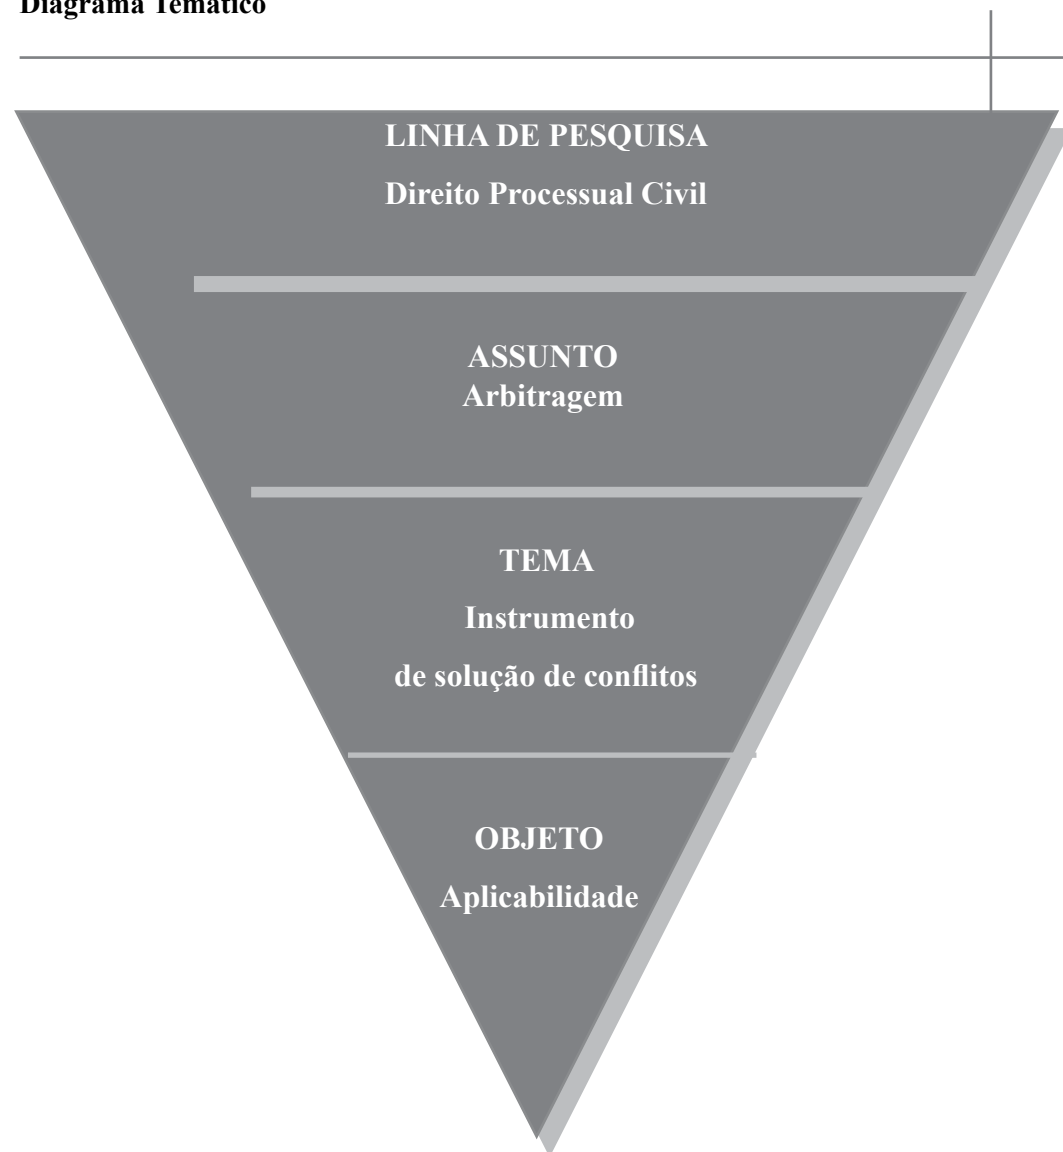 Diagrama Temático
LINHA DE PESQUISA
Direito Processual Civil
ASSUNTO
Arbitragem
TEMA
Instrumento
de solução de conflitos
OBJETO
Aplicabilidade